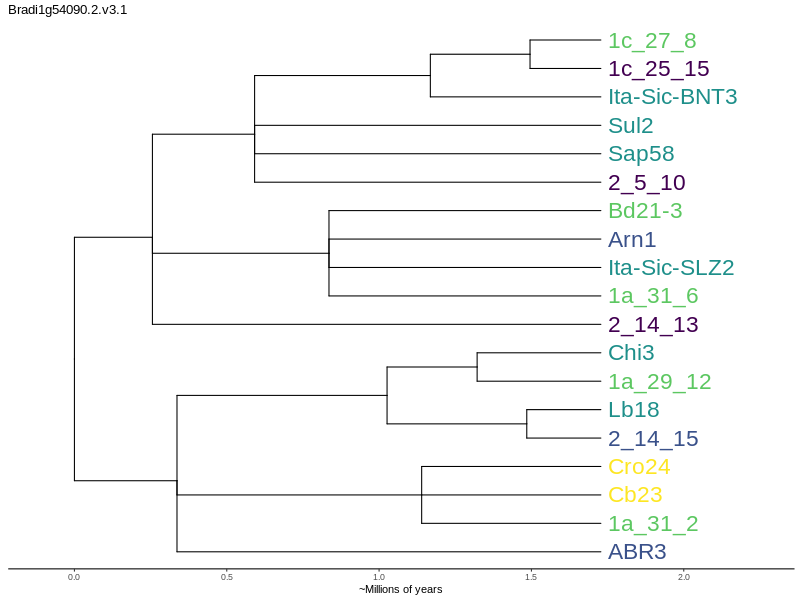 Bradi1g54090.2.v3.1
1c_27_8
1c_25_15
Ita-Sic-BNT3
Sul2
Sap58
2_5_10
Bd21-3
Arn1
Ita-Sic-SLZ2
1a_31_6
2_14_13
Chi3
1a_29_12
Lb18
2_14_15
Cro24
Cb23
1a_31_2
ABR3
0.0 0.5 1.0 1.5 2.0
~Millions of years